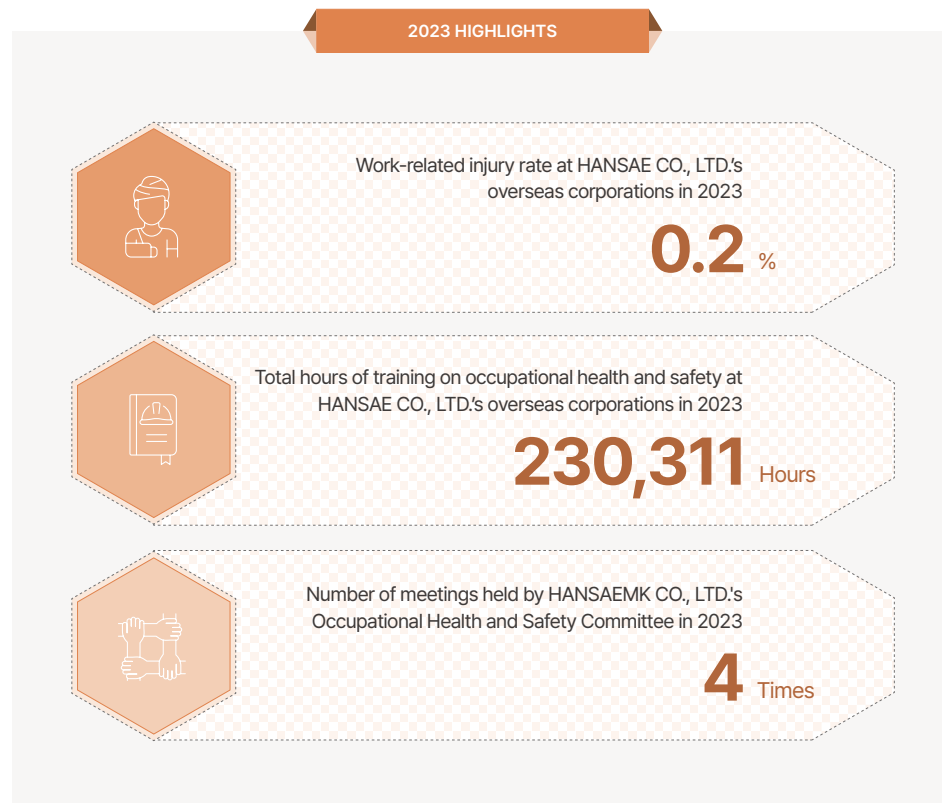 2023 HIGHLIGHTS
Work-related injury rate at HANSAE CO., LTD.'s
overseas corporations in 2023
0.2 %
Total hours of training on occupational health and safety at
HANSAE CO., LTD.'s overseas corporations in 2023
230,311 Hours
Number of meetings held by HANSAEMK CO., LTD.'s
Occupational Health and Safety Committee in 2023
4 Times